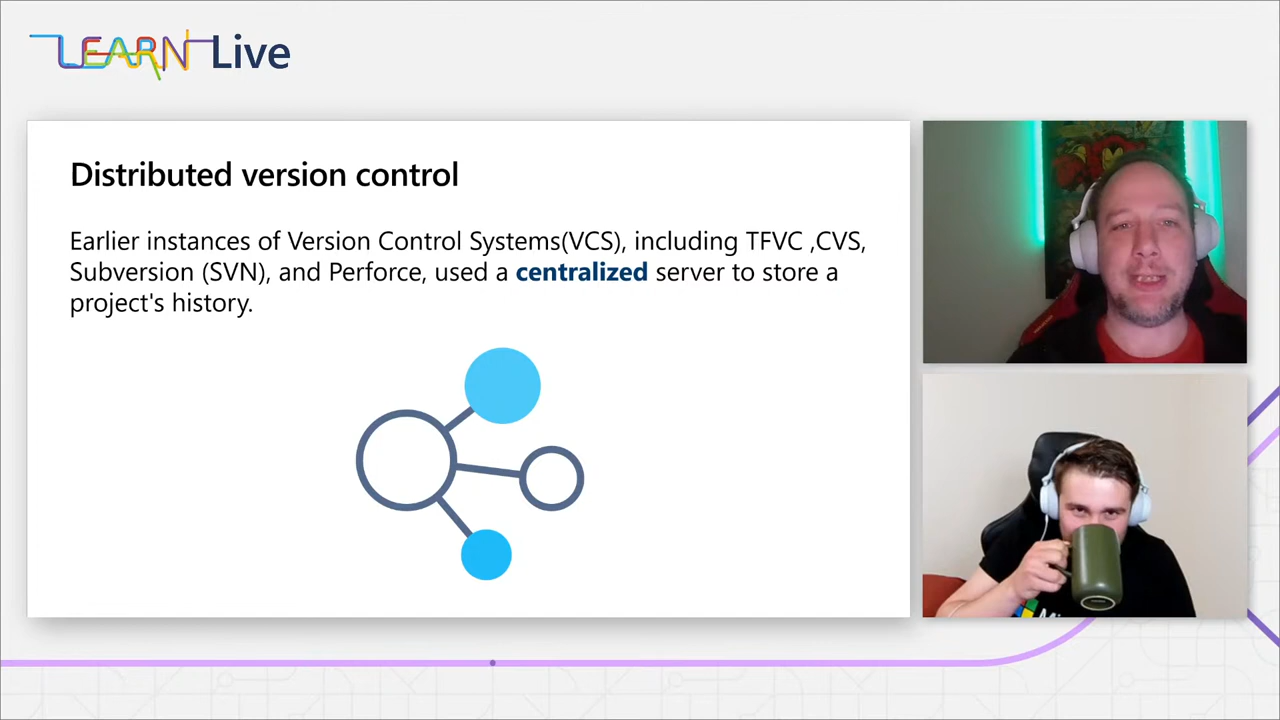 LEARN Live
Distributed version control
Earlier instances of Version Control Systems(VCS), including TFVC ,CVS,
Subversion (SVN), and Perforce, used a centralized server to store a
project's history.